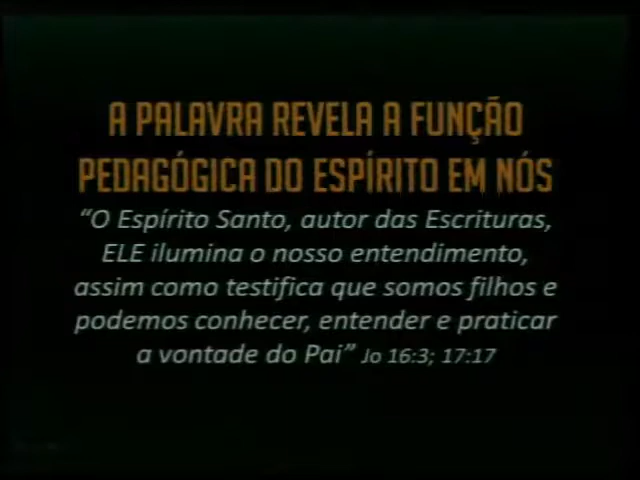 A PALAVRA REVELA A FUNÇÃO
PEDAGÓGICA DO ESPÍRITO EM NÓS
“O Espírito Santo, autor das Escrituras,
ELE ilumina o nosso entendimento,
assim como testifica que somos filhos e
podemos conhecer, entender e praticar
a vontade do Pai” Jo 16:3; 17:17